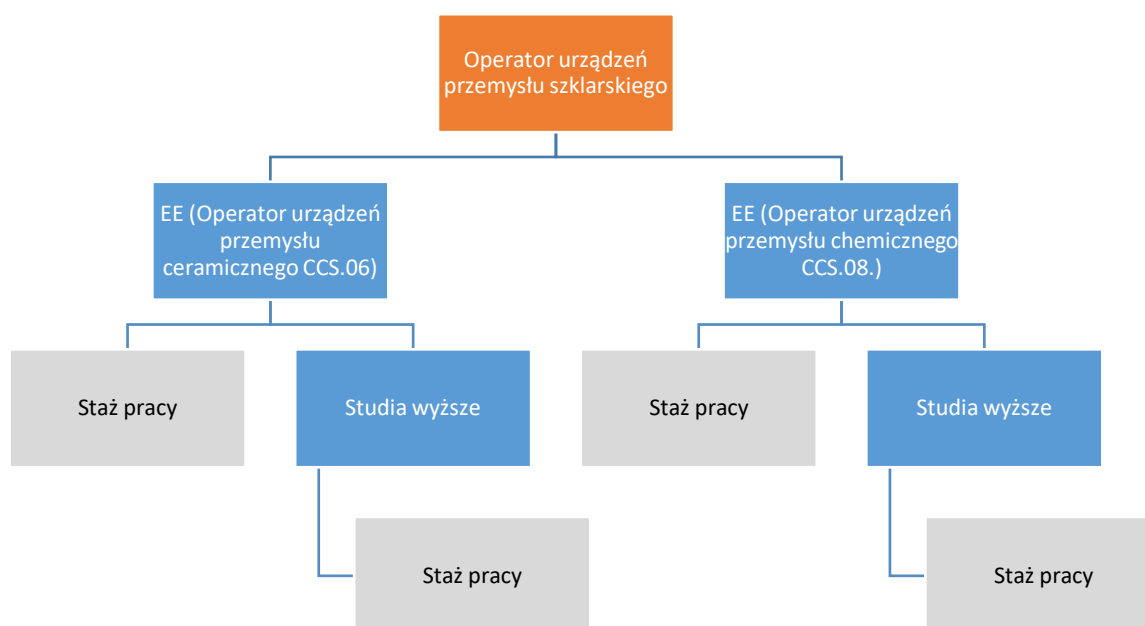 Operator urządzeń
przemysłu szklarskiego
EE (Operator urządzeń
przemysłu
ceramicznego CCS.06)
EE (Operator urządzeń
przemysłu chemicznego
CCS.08.)
Staż pracy
Studia wyższe
Staż pracy
Studia wyższe
Staż pracy
Staż pracy